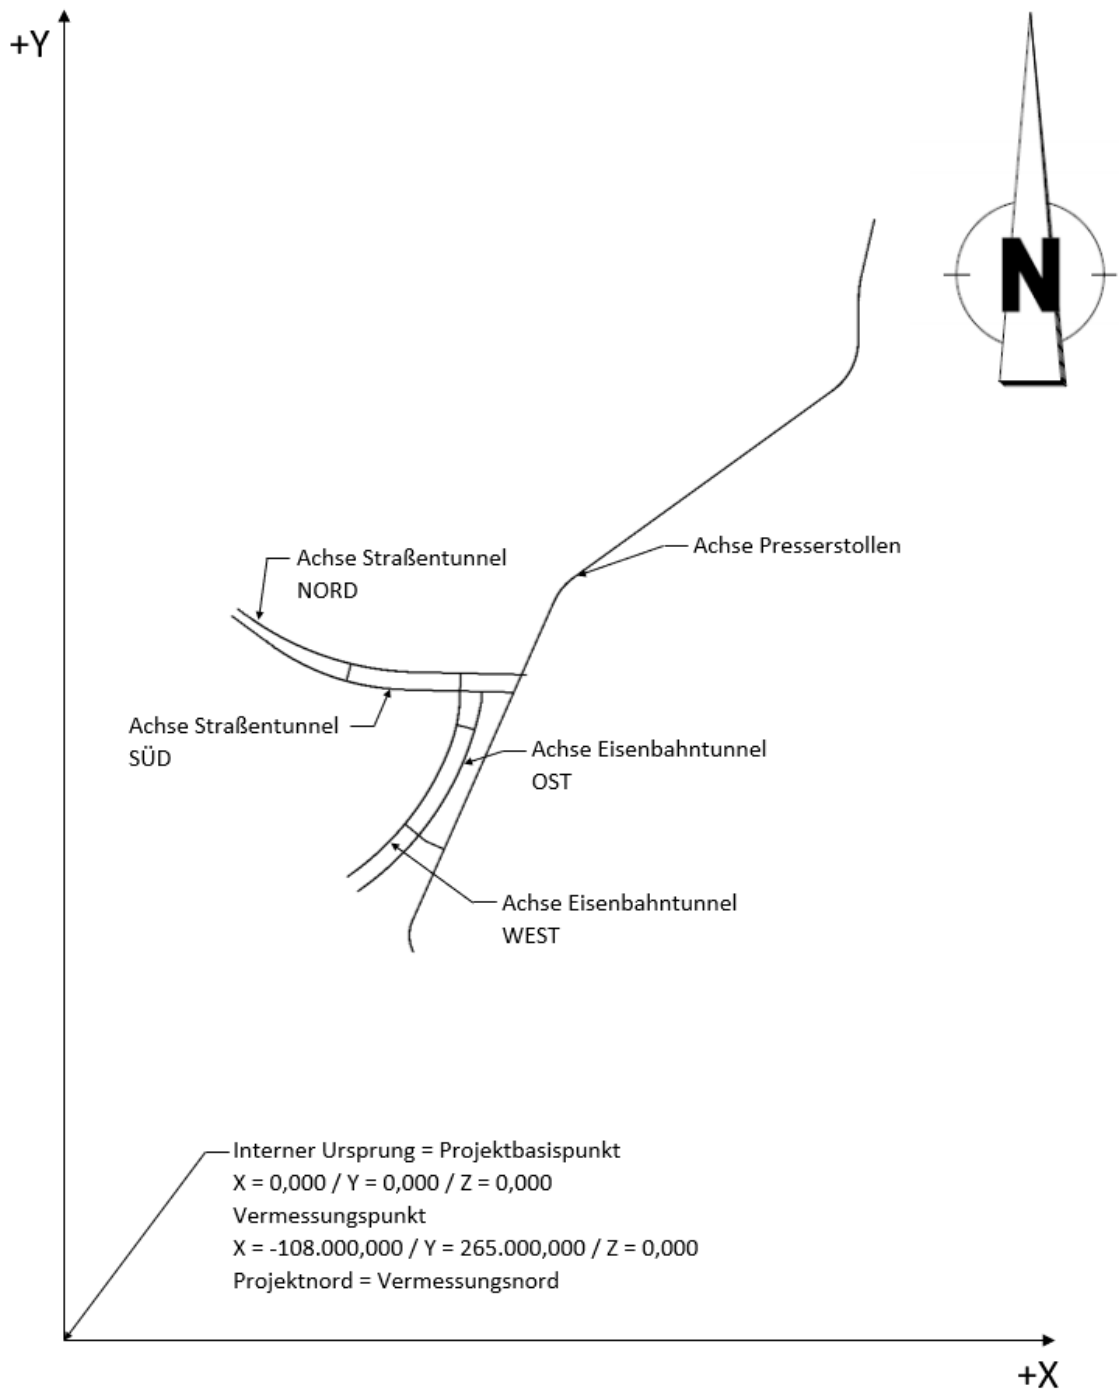 +Y
N
Achse Presserstollen
Achse Straßentunnel
NORD
Achse Straßentunnel
SÜD
Achse Eisenbahntunnel
OST
Achse Eisenbahntunnel
WEST
Interner Ursprung = Projektbasispunkt
X = 0,000 / Y = 0,000 / Z = 0,000
Vermessungspunkt
X = -108.000,000 / Y = 265.000,000 / Z = 0,000
Projektnord = Vermessungsnord
+X